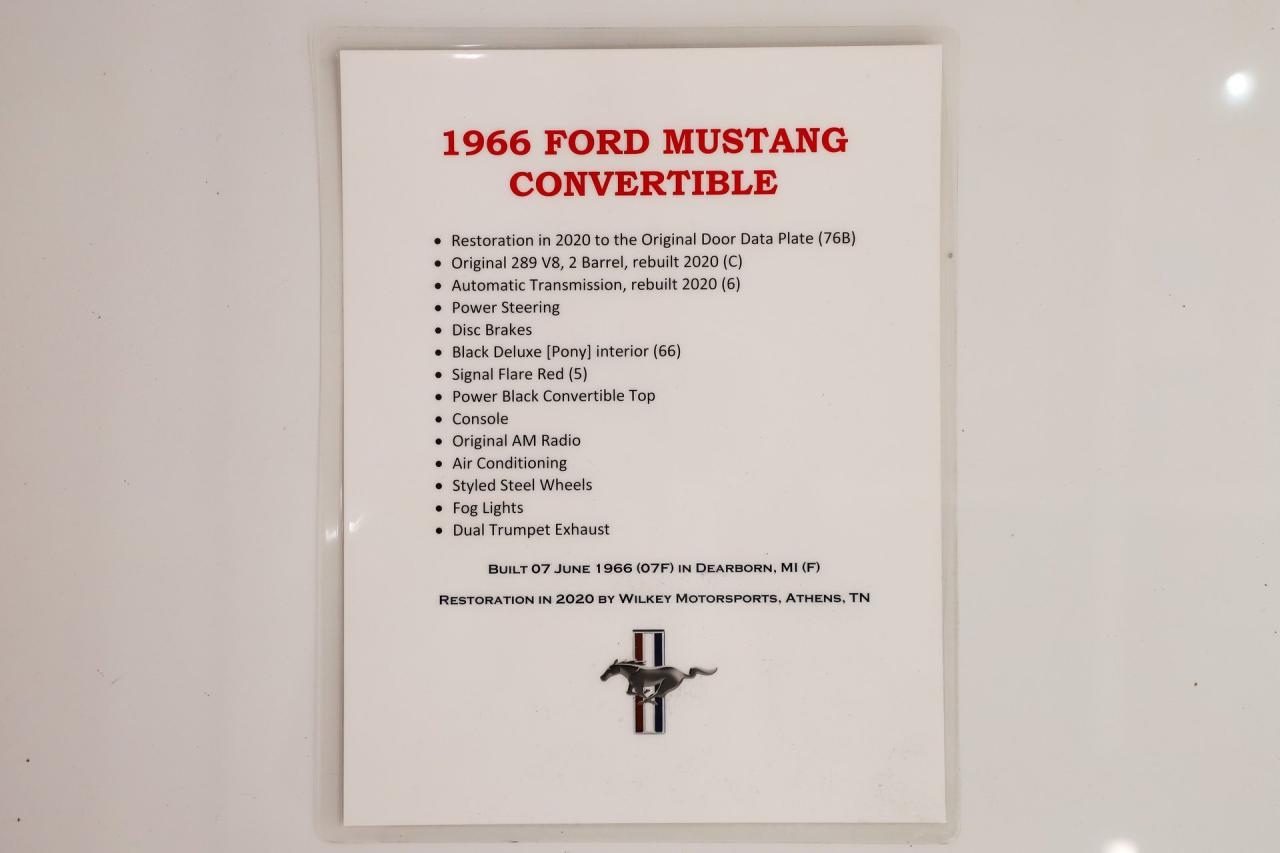 1966 FORD MUSTANG
CONVERTIBLE
• Restoration in 2020 to the Original Door Data Plate (76B)
• Original 289 V8, 2 Barrel, rebuilt 2020 (C)
• Automatic Transmission, rebuilt 2020 (6)
• Power Steering
• Disc Brakes
• Black Deluxe [Pony] interior (66)
• Signal Flare Red (5)
• Power Black Convertible Top
• Console
• Original AM Radio
• Air Conditioning
• Styled Steel Wheels
• Fog Lights
• Dual Trumpet Exhaust
Built 07 June 1966 (07F) in Dearborn, MI (F)
Restoration in 2020 by Wilkey Motorsports, Athens, TN